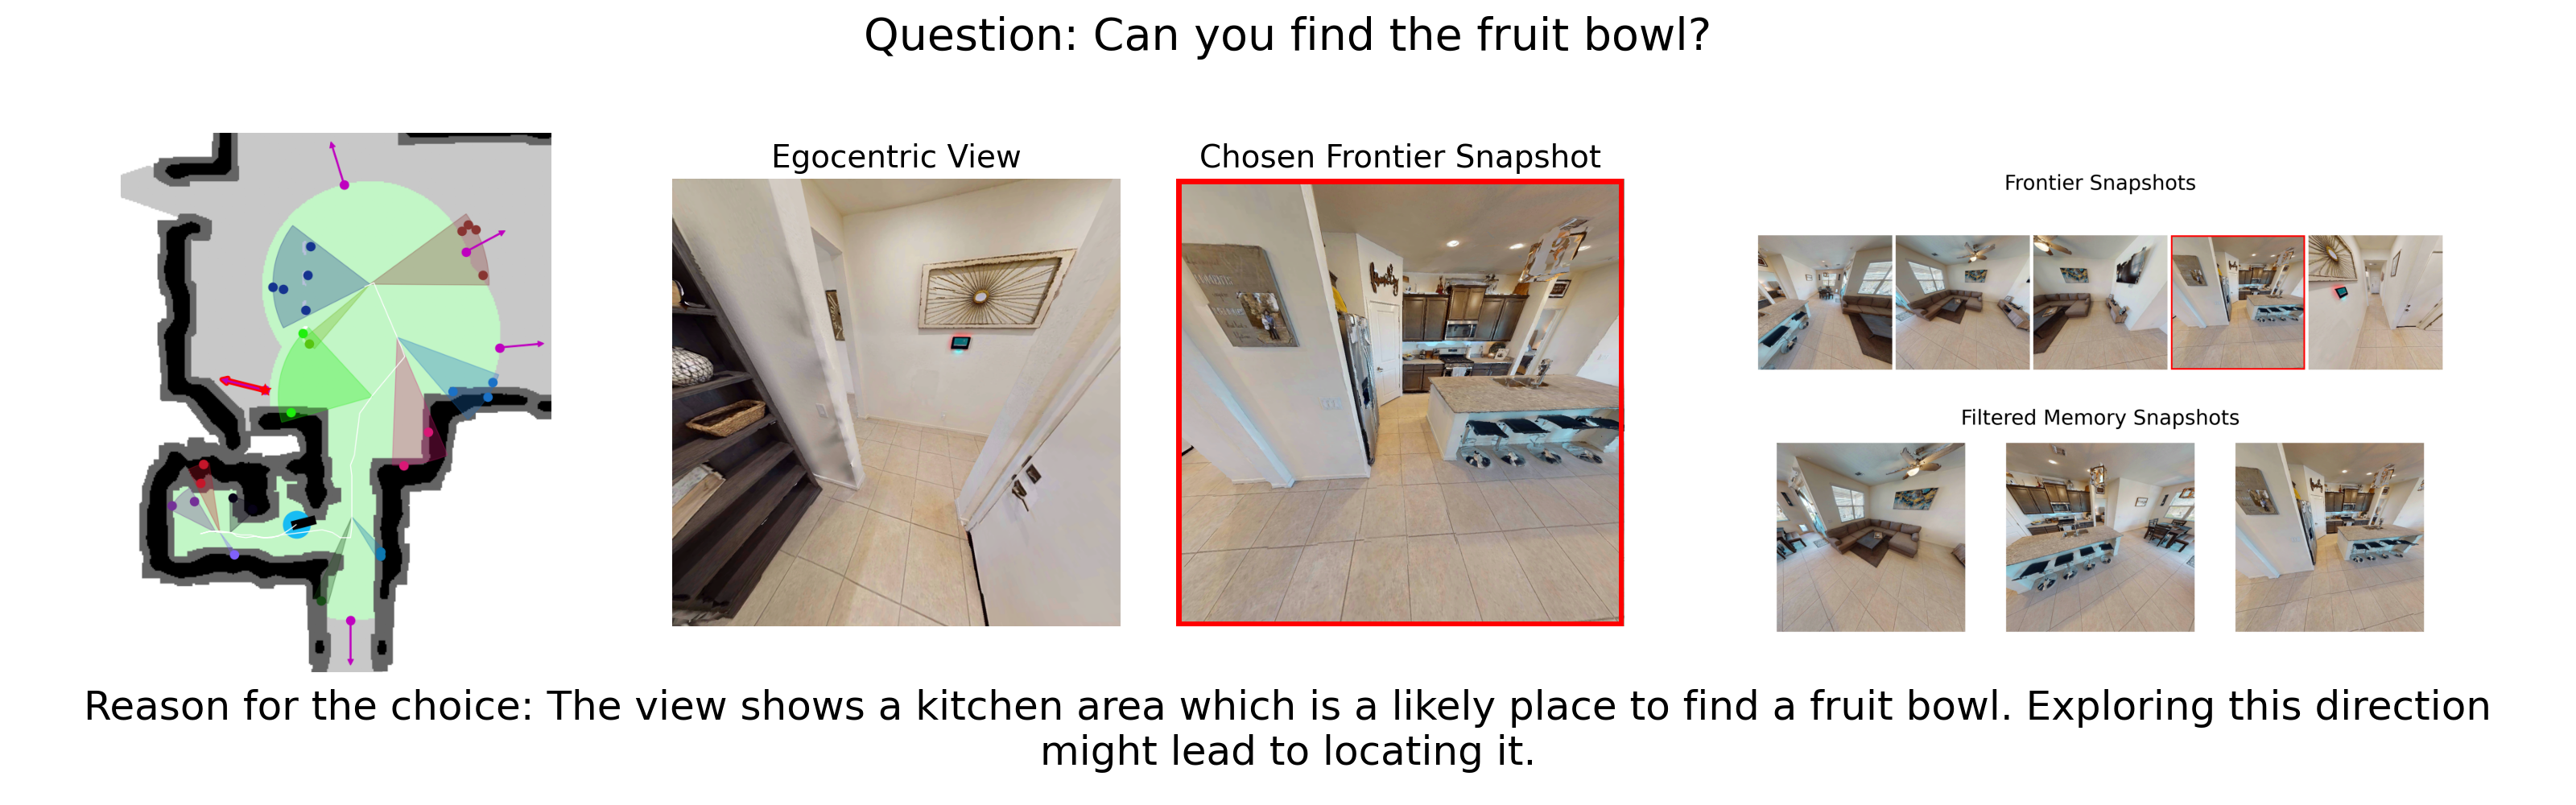 Question: Can you find the fruit bowl?
Egocentric View
Chosen Frontier Snapshot
Frontier Snapshots
Filtered Memory Snapshots
Reason for the choice: The view shows a kitchen area which is a likely place to find a fruit bowl. Exploring this direction
might lead to locating it.